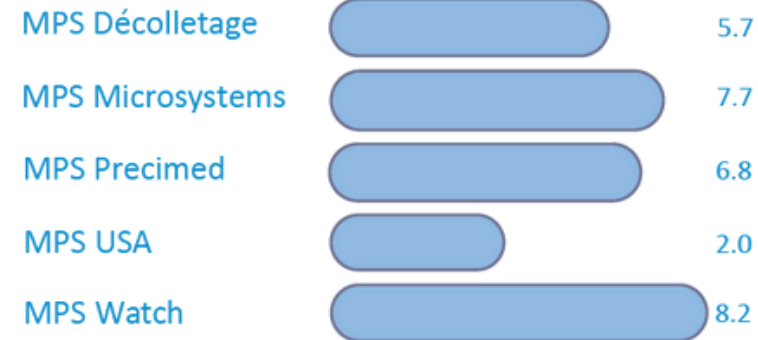 MPS Décolletage 5.7
MPS Microsystems 7.7
MPS Precimed 6.8
MPS USA 2.0
MPS Watch 8.2